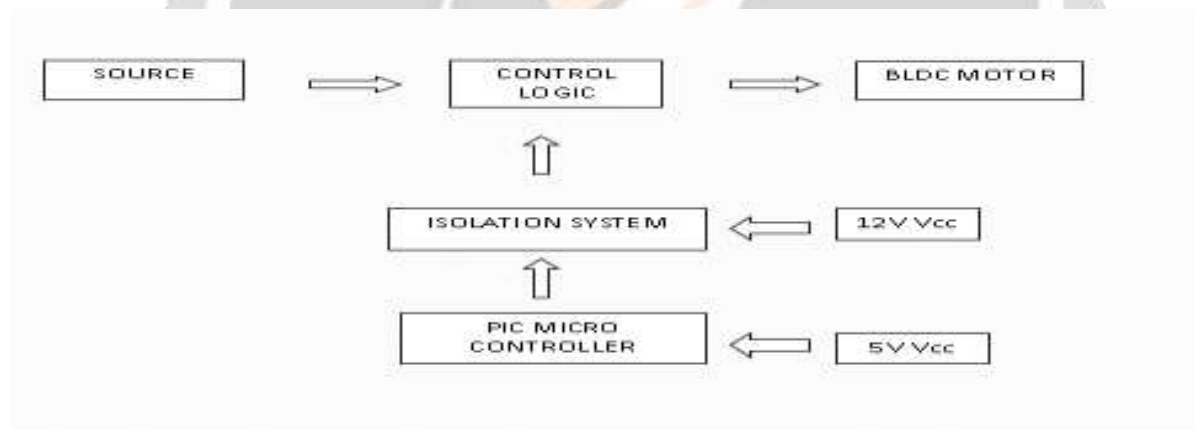 SOURCE
CONTROL
LOGIC
BLDC MOTOR
ISOLATION SYSTEM
12V Vcc
PIC MICRO
CONTROLLER
5V Vcc